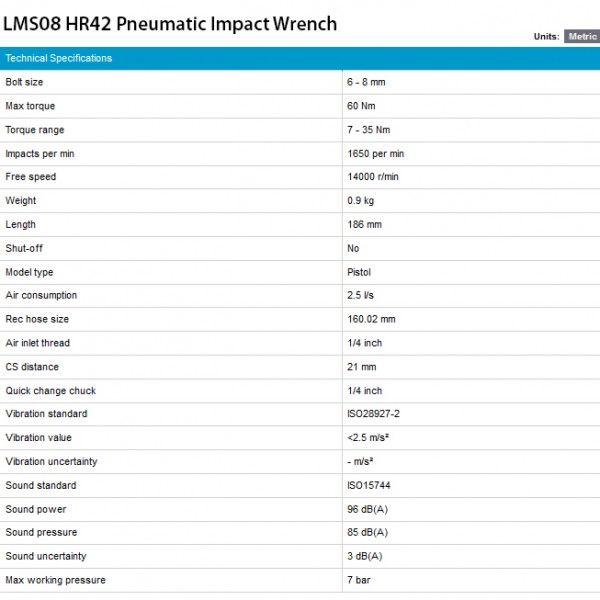 LMS08 HR42 Pneumatic Impact Wrench
Units: Metric
Technical Specifications
Bolt size 6 - 8 mm
Max torque 60 Nm
Torque range 7 - 35 Nm
Impacts per min 1650 per min
Free speed 14000 r/min
Weight 0.9 kg
Length 186 mm
Shut-off No
Model type Pistol
Air consumption 2.5 l/s
Rec hose size 160.02 mm
Air inlet thread 1/4 inch
CS distance 21 mm
Quick change chuck 1/4 inch
Vibration standard ISO28927-2
Vibration value <2.5 m/s²
Vibration uncertainty - m/s²
Sound standard ISO15744
Sound power 96 dB(A)
Sound pressure 85 dB(A)
Sound uncertainty 3 dB(A)
Max working pressure 7 bar